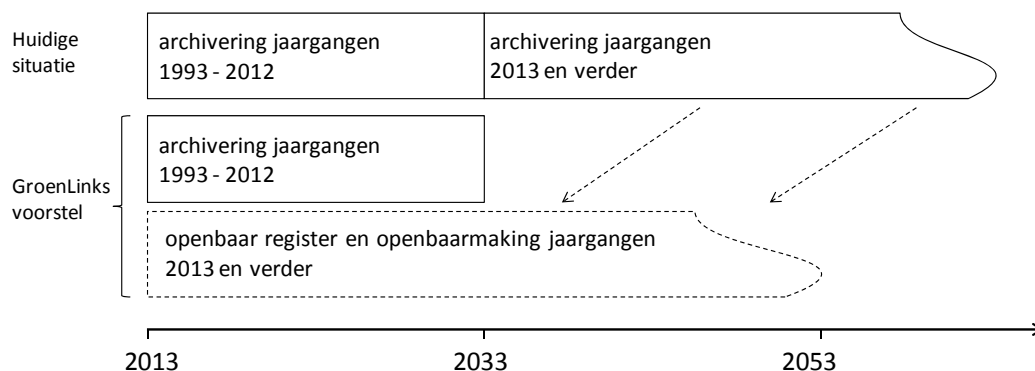 Huidige
situatie
archivering jaargangen
1993 - 2012
archivering jaargangen
2013 en verder
GroenLinks
voorstel
archivering jaargangen
1993 - 2012
openbaar register en openbaarmaking jaargangen
2013 en verder
2013
2033
2053